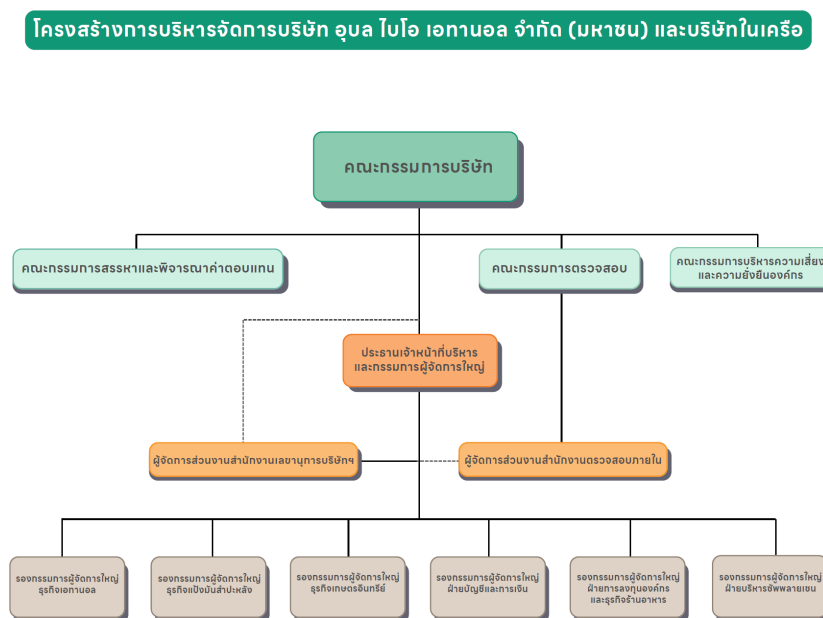 โครงสร้างการบริหารจัดการบริษัท อุบล ไบโอ เอทานอล จำกัด (มหาชน) และบริษัทในเครือ
คณะกรรมการบริษัท
คณะกรรมการสรรหาและพิจารณาค่าตอบแทน
คณะกรรมการตรวจสอบ
คณะกรรมการบริหารความเสี่ยง
และความยั่งยืนองค์กร
ประธานเจ้าหน้าที่บริหาร
และกรรมการผู้จัดการใหญ่
ผู้จัดการส่วนงานสำนักงานเลขานุการบริษัทฯ
ผู้จัดการส่วนงานสำนักงานตรวจสอบภายใน
รองกรรมการผู้จัดการใหญ่
ธุรกิจเอทานอล
รองกรรมการผู้จัดการใหญ่
ธุรกิจแป้งมันสำปะหลัง
รองกรรมการผู้จัดการใหญ่
ธุรกิจเกษตรอินทรีย์
รองกรรมการผู้จัดการใหญ่
ฝ่ายบัญชีและการเงิน
รองกรรมการผู้จัดการใหญ่
ฝ่ายการลงทุนองค์กร
และธุรกิจร้านอาหาร
รองกรรมการผู้จัดการใหญ่
ฝ่ายบริหารซัพพลายเชน